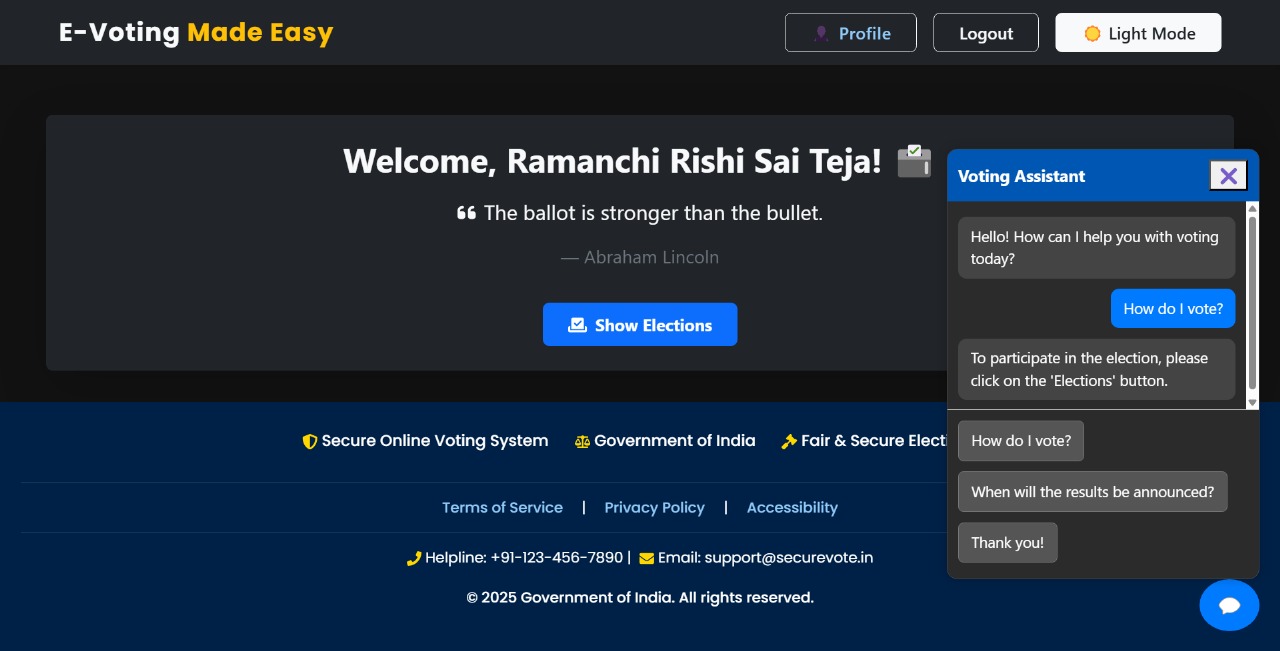 E-Voting Made Easy
Profile
Logout
Light Mode
Welcome, Ramanchi Rishi Sai Teja!
The ballot is stronger than the bullet.
— Abraham Lincoln
Show Elections
Voting Assistant
Hello! How can I help you with voting
today?
How do I vote?
To participate in the election, please
click on the 'Elections' button.
How do I vote?
When will the results be announced?
Thank you!
Secure Online Voting System
Government of India
Fair & Secure
Terms of Service | Privacy Policy | Accessibility
Helpline: +91-123-456-7890 | Email: support@securevote.in
© 2025 Government of India. All rights reserved.